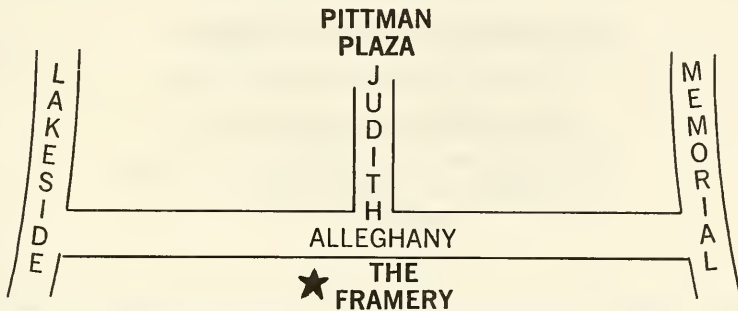 PITTMAN
PLAZA
LAKESIDE
JUDITH
MEMORIAL
ALLEGHANY
THE
FRAMERY